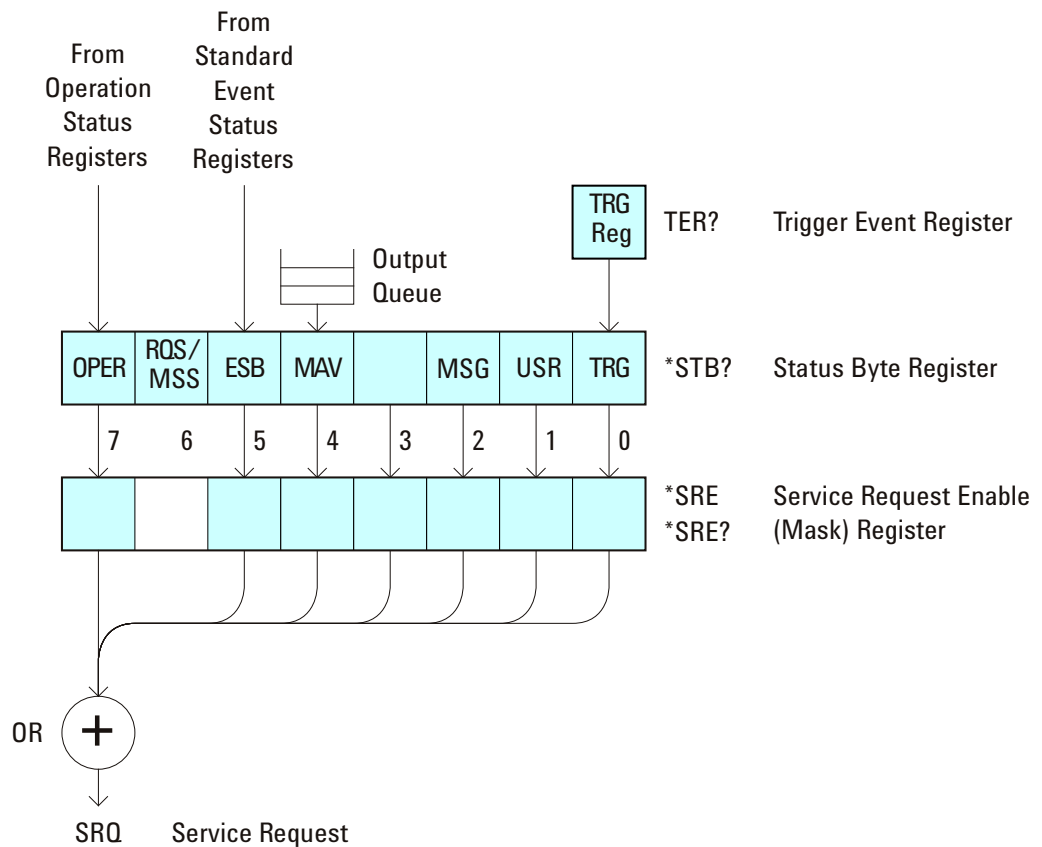 From
Operation
Status
Registers
From
Standard
Event
Status
Registers
TRG
Reg
TER? Trigger Event Register
Output
Queue
OPER RQS/ MSS ESB MAV MSG USR TRG *STB? Status Byte Register
7 6 5 4 3 2 1 0
*SRE Service Request Enable
*SRE? (Mask) Register
OR +
SRQ Service Request